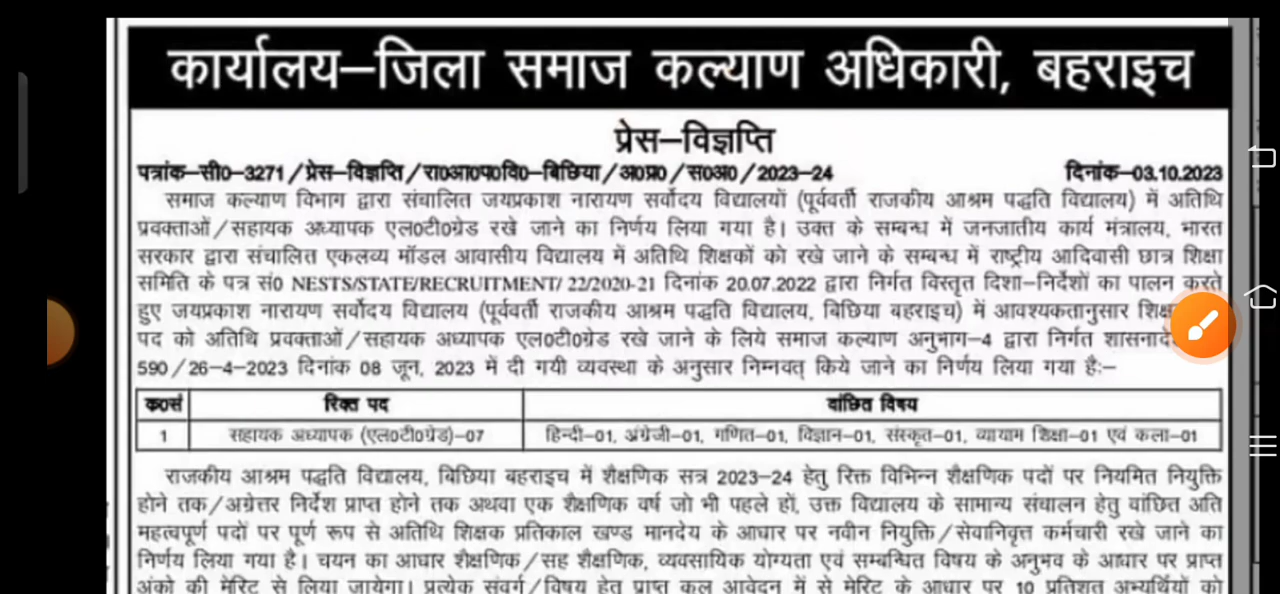 कार्यालय–जिला समाज कल्याण अधिकारी, बहराइच
प्रेस–विज्ञप्ति
पत्रांक–सी0–3271/प्रेस–विज्ञप्ति/रा0आ0प0वि0–बिछिया/अ0प्र0/स0अ0/2023–24 दिनांक–03.10.2023
समाज कल्याण विभाग द्वारा संचालित जयप्रकाश नारायण सर्वोदय विद्यालयों (पूर्ववर्ती राजकीय आश्रम पद्धति विद्यालय) में अतिथि
प्रवक्ताओं/सहायक अध्यापक एल0टी0ग्रेड रखे जाने का निर्णय लिया गया है। उक्त के सम्बन्ध में जनजातीय कार्य मंत्रालय, भारत
सरकार द्वारा संचालित एकलव्य मॉडल आवासीय विद्यालय में अतिथि शिक्षकों को रखे जाने के सम्बन्ध में राष्ट्रीय आदिवासी छात्र शिक्षा
समिति के पत्र सं0 NESTS/STATE/RECRUITMENT/ 22/2020-21 दिनांक 20.07.2022 द्वारा निर्गत विस्तृत दिशा–निर्देशों का पालन करते
हुए जयप्रकाश नारायण सर्वोदय विद्यालय (पूर्ववर्ती राजकीय आश्रम पद्धति विद्यालय, बिछिया बहराइच) में आवश्यकतानुसार
पद को अतिथि प्रवक्ताओं/सहायक अध्यापक एल0टी0ग्रेड रखे जाने के लिये समाज कल्याण अनुभाग–4 द्वारा निर्गत
590/26–4–2023 दिनांक 08 जून, 2023 में दी गयी व्यवस्था के अनुसार निम्नवत् किये जाने का निर्णय लिया गया है:–
क0सं रिक्त पद वांछित विषय
1 सहायक अध्यापक (एल0टी0ग्रेड)–07 हिन्दी–01, अंग्रेजी–01, गणित–01, विज्ञान–01, संस्कृत–01, व्यायाम शिक्षा–01 एवं कला–01
राजकीय आश्रम पद्धति विद्यालय, बिछिया बहराइच में शैक्षणिक सत्र 2023–24 हेतु रिक्त विभिन्न शैक्षणिक पदों पर नियमित नियुक्ति
होने तक/अग्रेत्तर निर्देश प्राप्त होने तक अथवा एक शैक्षणिक वर्ष जो भी पहले हों, उक्त विद्यालय के सामान्य संचालन हेतु वांछित अति
महत्वपूर्ण पदों पर पूर्ण रूप से अतिथि शिक्षक प्रतिकाल खण्ड मानदेय के आधार पर नवीन नियुक्ति/सेवानिवृत्त कर्मचारी रखे जाने का
निर्णय लिया गया है। चयन का आधार शैक्षणिक/सह शैक्षणिक, व्यवसायिक योग्यता एवं सम्बन्धित विषय के अनुभव के आधार पर प्राप्त
अंको की मेरिट से लिया जायेगा। प्रत्येक संवर्ग/विषय हेतु प्राप्त कुल आवेदन में से मेरिट के आधार पर 10 प्रतिशत अभ्यर्थियों को